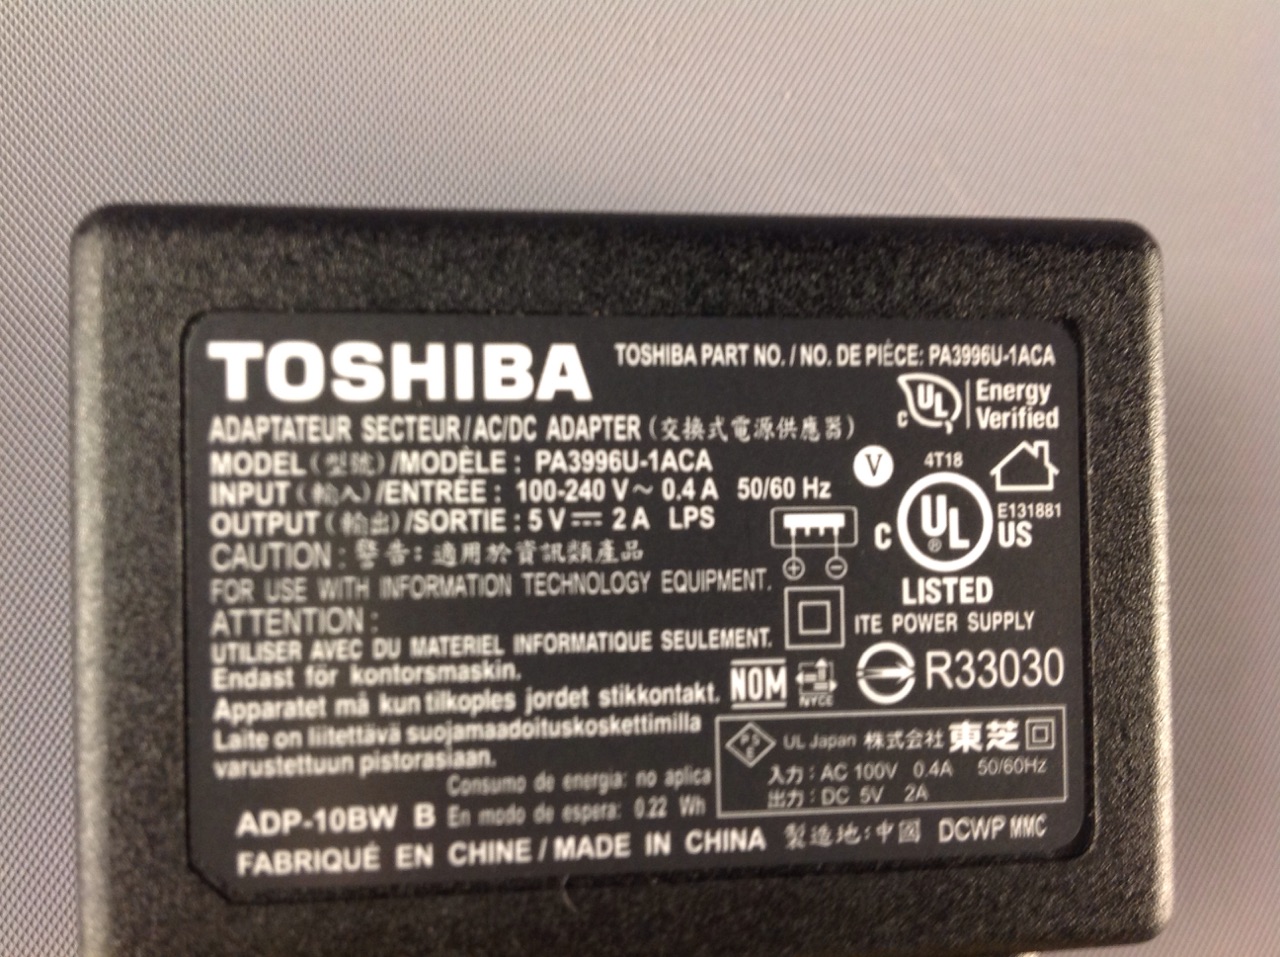 TOSHIBA
TOSHIBA PART NO. / NO. DE PIÈCE: PA3996U-1ACA
ADAPTATEUR SECTEUR/AC/DC ADAPTER (交換式電源供應器)
MODEL(型號)/MODÈLE: PA3996U-1ACA
INPUT(輸入)/ENTRÉE: 100-240 V~ 0.4 A 50/60 Hz
OUTPUT(輸出)/SORTIE: 5 V⎓ 2 A LPS
CAUTION: 警告: 適用於資訊類產品
FOR USE WITH INFORMATION TECHNOLOGY EQUIPMENT.
ATTENTION:
UTILISER AVEC DU MATERIEL INFORMATIQUE SEULEMENT.
Endast för kontorsmaskin.
Apparatet må kun tilkoples jordet stikkontakt.
Laite on liitettävä suojamaadoituskoskettimilla
varustettuun pistorasiaan.
Consumo de energia: no aplica
ADP-10BW B
En modo de espera: 0.22 Wh
FABRIQUÉ EN CHINE / MADE IN CHINA 製造地:中國 DCWP MMC
c UL Energy
Verified
V
4T18
c UL ® US
E131881
LISTED
ITE POWER SUPPLY
NOM
NYCE
R33030
PSE
UL Japan 株式会社 東芝
入力: AC 100V 0.4A 50/60Hz
出力: DC 5V 2A